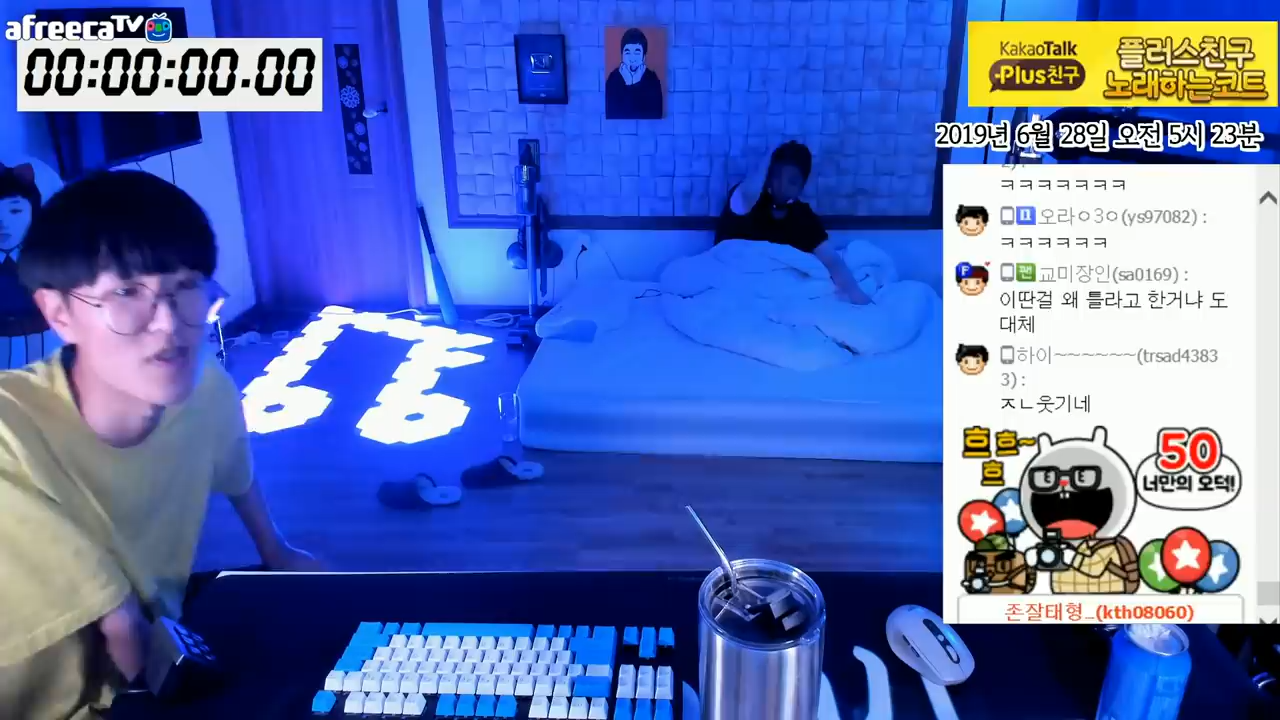 afreecaTV
00:00:00.00
KakaoTalk
Plus친구
플러스친구
노래하는코트
2019년 6월 28일 오전 5시 23분
ㅋㅋㅋㅋㅋㅋㅋ
오라ㅇ3ㅇ(ys97082) :
ㅋㅋㅋㅋㅋㅋ
팬 교미장인(sa0169) :
이딴걸 왜 틀라고 한거냐 도
대체
하이~~~~~~(trsad4383
3) :
ㅈㄴ웃기네
흐흐~
흐
50
너만의 오덕!
존잘태형_(kth08060)